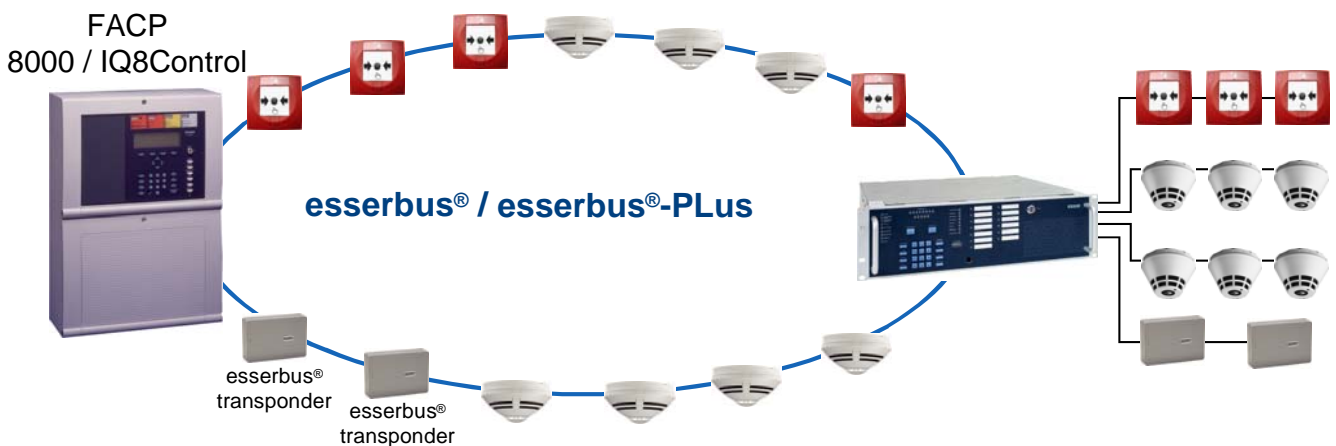 FACP
8000 / IQ8Control
esserbus® / esserbus®-PLus
esserbus®
transponder
esserbus®
transponder